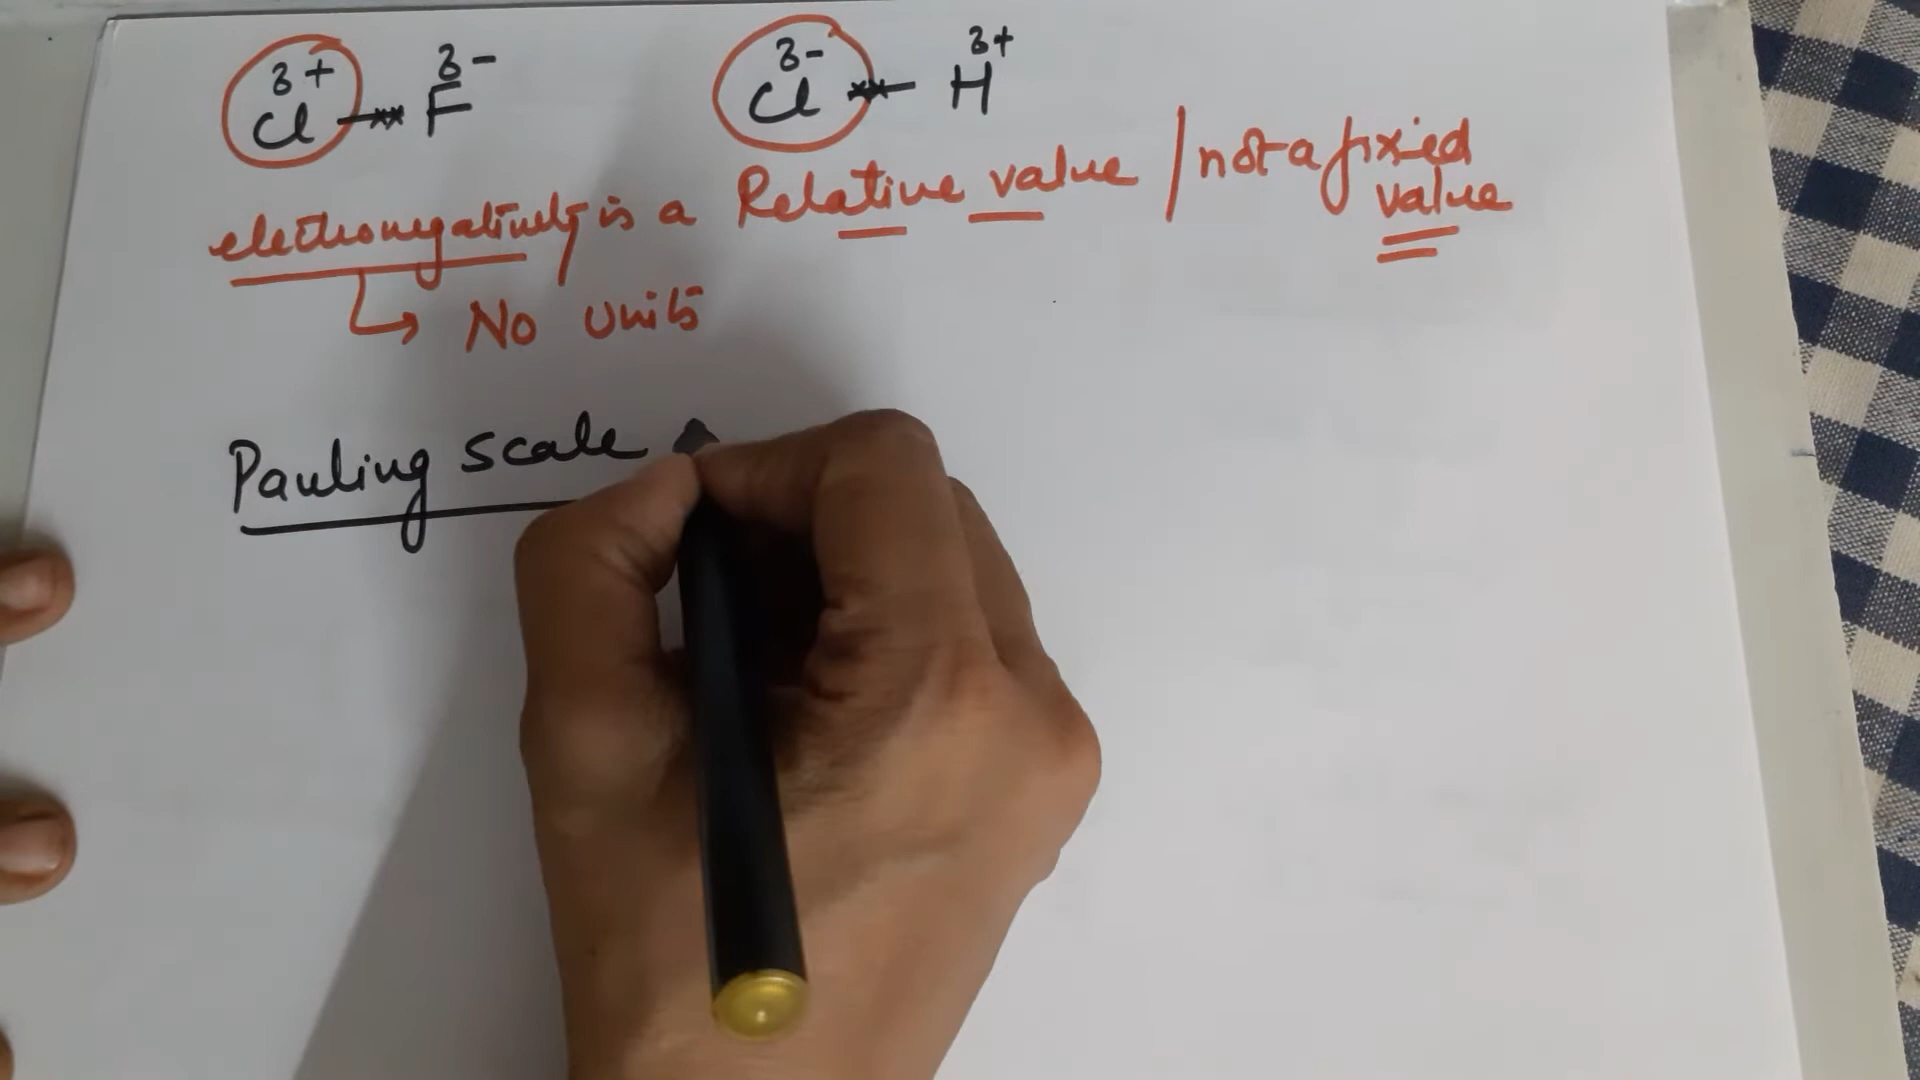 δ+ δ- δ- δ+
Cl F Cl H
electronegativity is a Relative value / not a fixed
value
→ No Units
Pauling scale